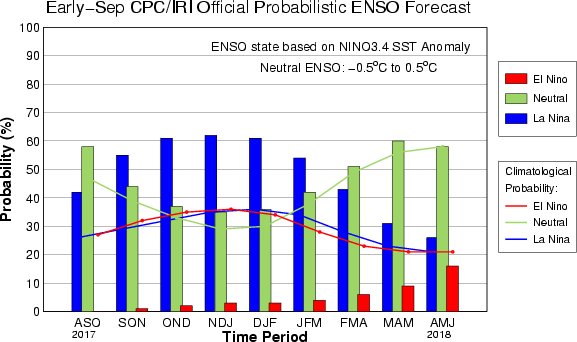 Early-Sep CPC/IRI Official Probabilistic ENSO Forecast
ENSO state based on NINO3.4 SST Anomaly
Neutral ENSO: -0.5°C to 0.5°C
Probability (%)
100
90
80
70
60
50
40
30
20
10
0
ASO SON OND NDJ DJF JFM FMA MAM AMJ
2017 2018
Time Period
El Nino
Neutral
La Nina
Climatological
Probability:
El Nino
Neutral
La Nina